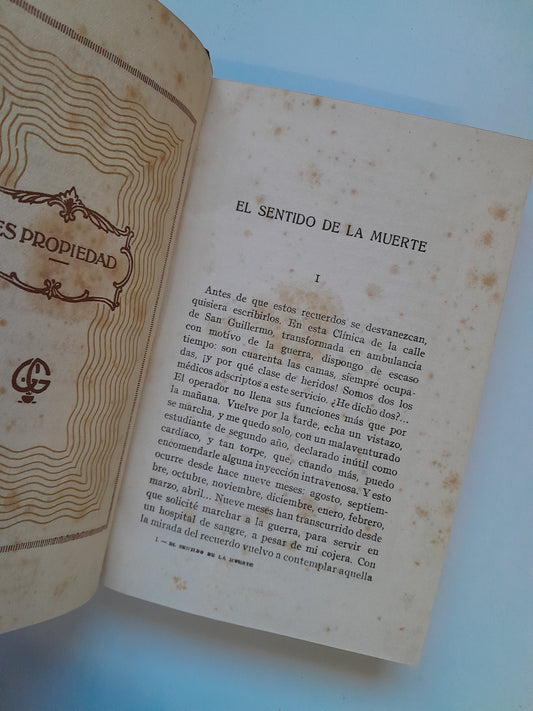 ES PROPIEDAD
EL SENTIDO DE LA MUERTE
I
Antes de que estos recuerdos se desvanezcan,
quisiera escribirlos. En esta Clínica de la calle
de San Guillermo, transformada en ambulancia
con motivo de la guerra, dispongo de escaso
tiempo: son cuarenta las camas, siempre ocupa-
das, ¡y por qué clase de heridos! Somos dos los
médicos adscriptos a este servicio. ¿He dicho dos?...
El operador no llena sus funciones más que por
la mañana. Vuelve por la tarde, echa un vistazo,
se marcha, y me quedo solo, con un malaventurado
estudiante de segundo año, declarado inútil como
cardíaco, y tan torpe, que, cuando más, puedo
encomendarle alguna inyección intravenosa. Y esto
ocurre desde hace nueve meses: agosto, septiem-
bre, octubre, noviembre, diciembre, enero, febrero,
marzo, abril... Nueve meses han transcurrido desde
que solicité marchar a la guerra, para servir en
un hospital de sangre, a pesar de mi cojera. Con
la mirada del recuerdo vuelvo a contemplar aquella
1. — EL SENTIDO DE LA MUERTE